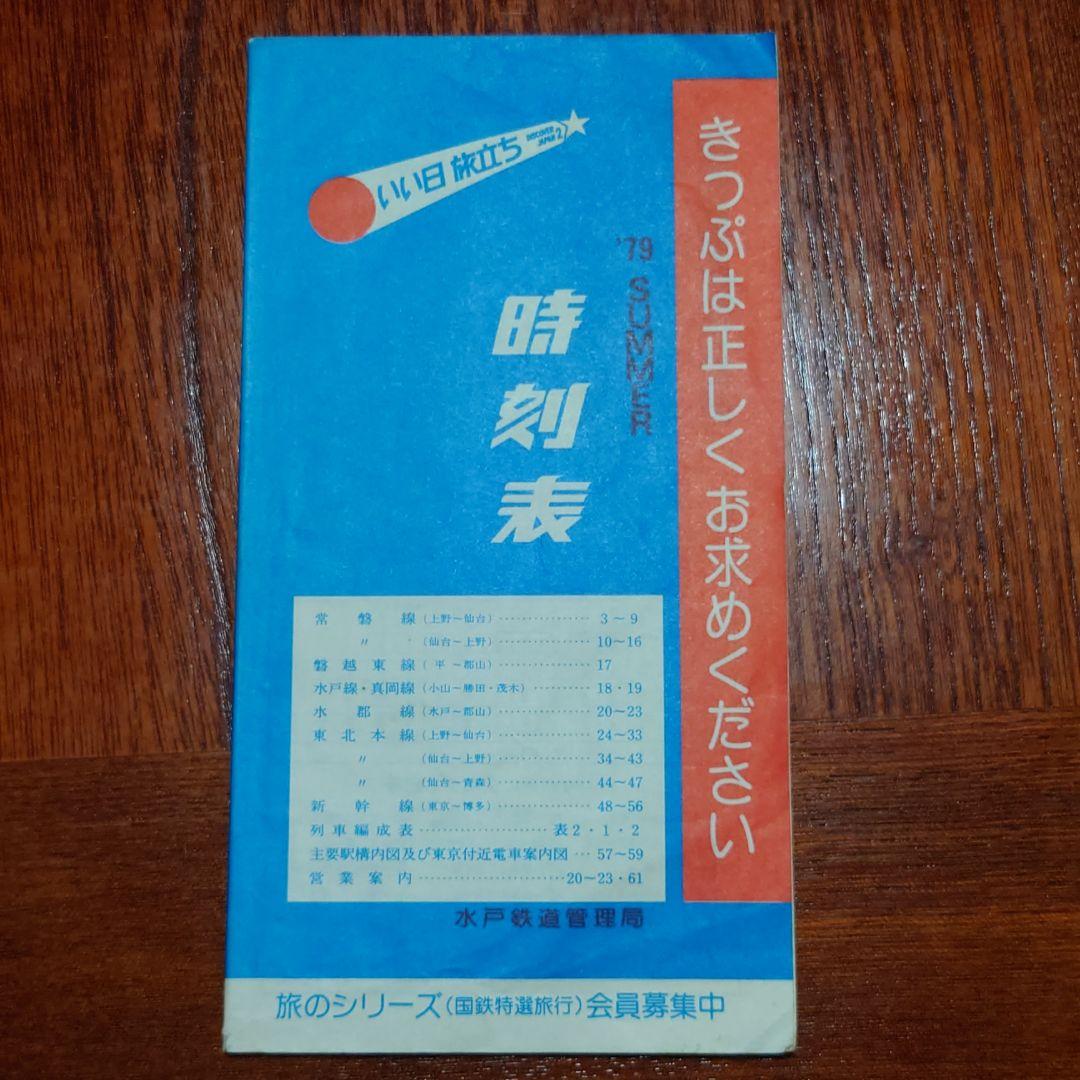 いい日 旅立ち DISCOVER JAPAN 2
'79 SUMMER
時刻表
きっぷは正しくお求めください
常磐線(上野〜仙台)……………… 3〜9
〃 (仙台〜上野)……………… 10〜16
磐越東線(平〜郡山)……………… 17
水戸線・真岡線(小山〜勝田・茂木)………… 18・19
水郡線(水戸〜郡山)……………… 20〜23
東北本線(上野〜仙台)……………… 24〜33
〃 (仙台〜上野)……………… 34〜43
〃 (仙台〜青森)……………… 44〜47
新幹線(東京〜博多)……………… 48〜56
列車編成表…………………… 表2・1・2
主要駅構内図及び東京付近電車案内図… 57〜59
営業案内………………………20〜23・61
水戸鉄道管理局
旅のシリーズ(国鉄特選旅行)会員募集中